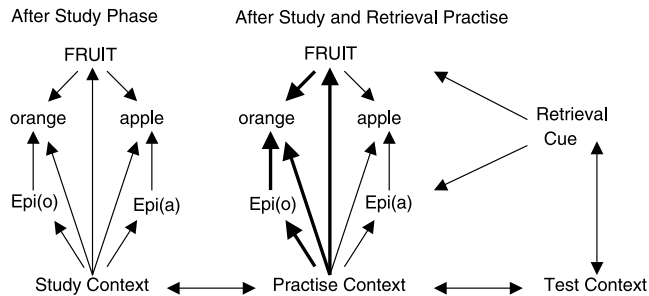 After Study Phase
After Study and Retrieval Practise
FRUIT
FRUIT
orange
apple
orange
apple
Retrieval
Cue
Epi(o)
Epi(a)
Epi(o)
Epi(a)
Study Context
Practise Context
Test Context